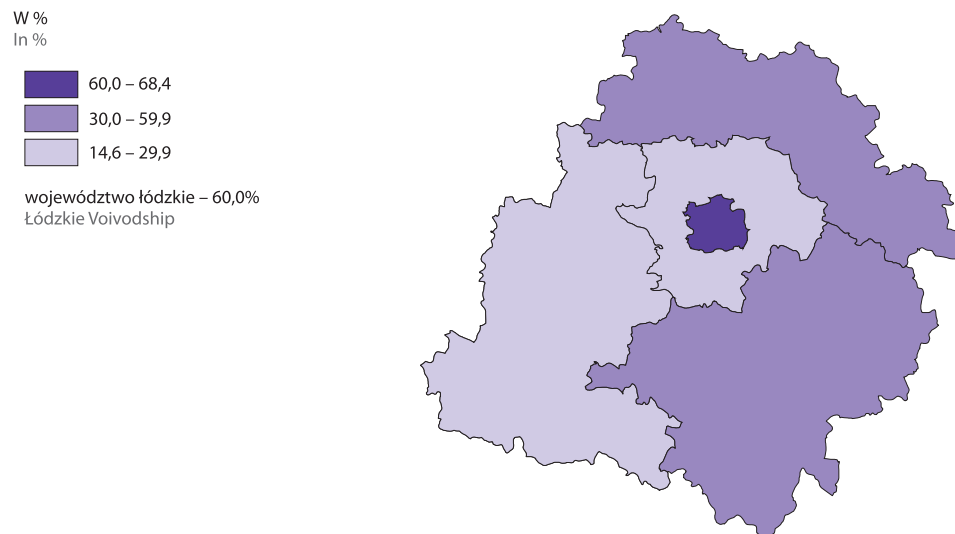 W %
In %
60,0 – 68,4
30,0 – 59,9
14,6 – 29,9
województwo łódzkie – 60,0%
Łódzkie Voivodship